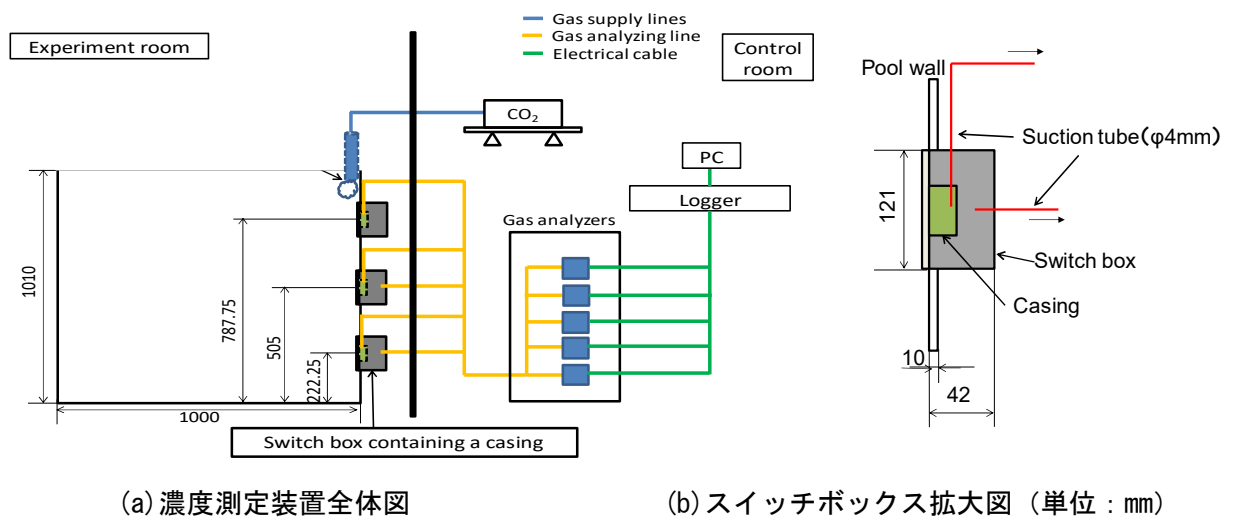 Experiment room
Gas supply lines
Gas analyzing line
Electrical cable
Control
room
CO₂
PC
Logger
Gas analyzers
1010
787.75
505
222.25
1000
Switch box containing a casing
Pool wall
Suction tube(φ4mm)
121
Switch box
Casing
10
42
(a)濃度測定装置全体図
(b)スイッチボックス拡大図（単位：㎜）